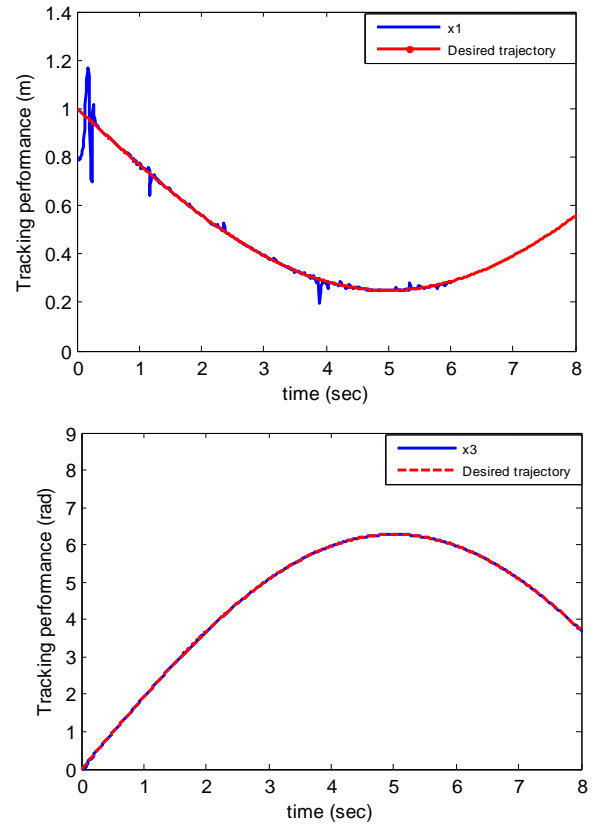 1.4
1.2
1
0.8
0.6
0.4
0.2
0
Tracking performance (m)
x1
Desired trajectory
0 1 2 3 4 5 6 7 8
time (sec)
9
8
7
6
5
4
3
2
1
0
Tracking performance (rad)
x3
Desired trajectory
0 1 2 3 4 5 6 7 8
time (sec)